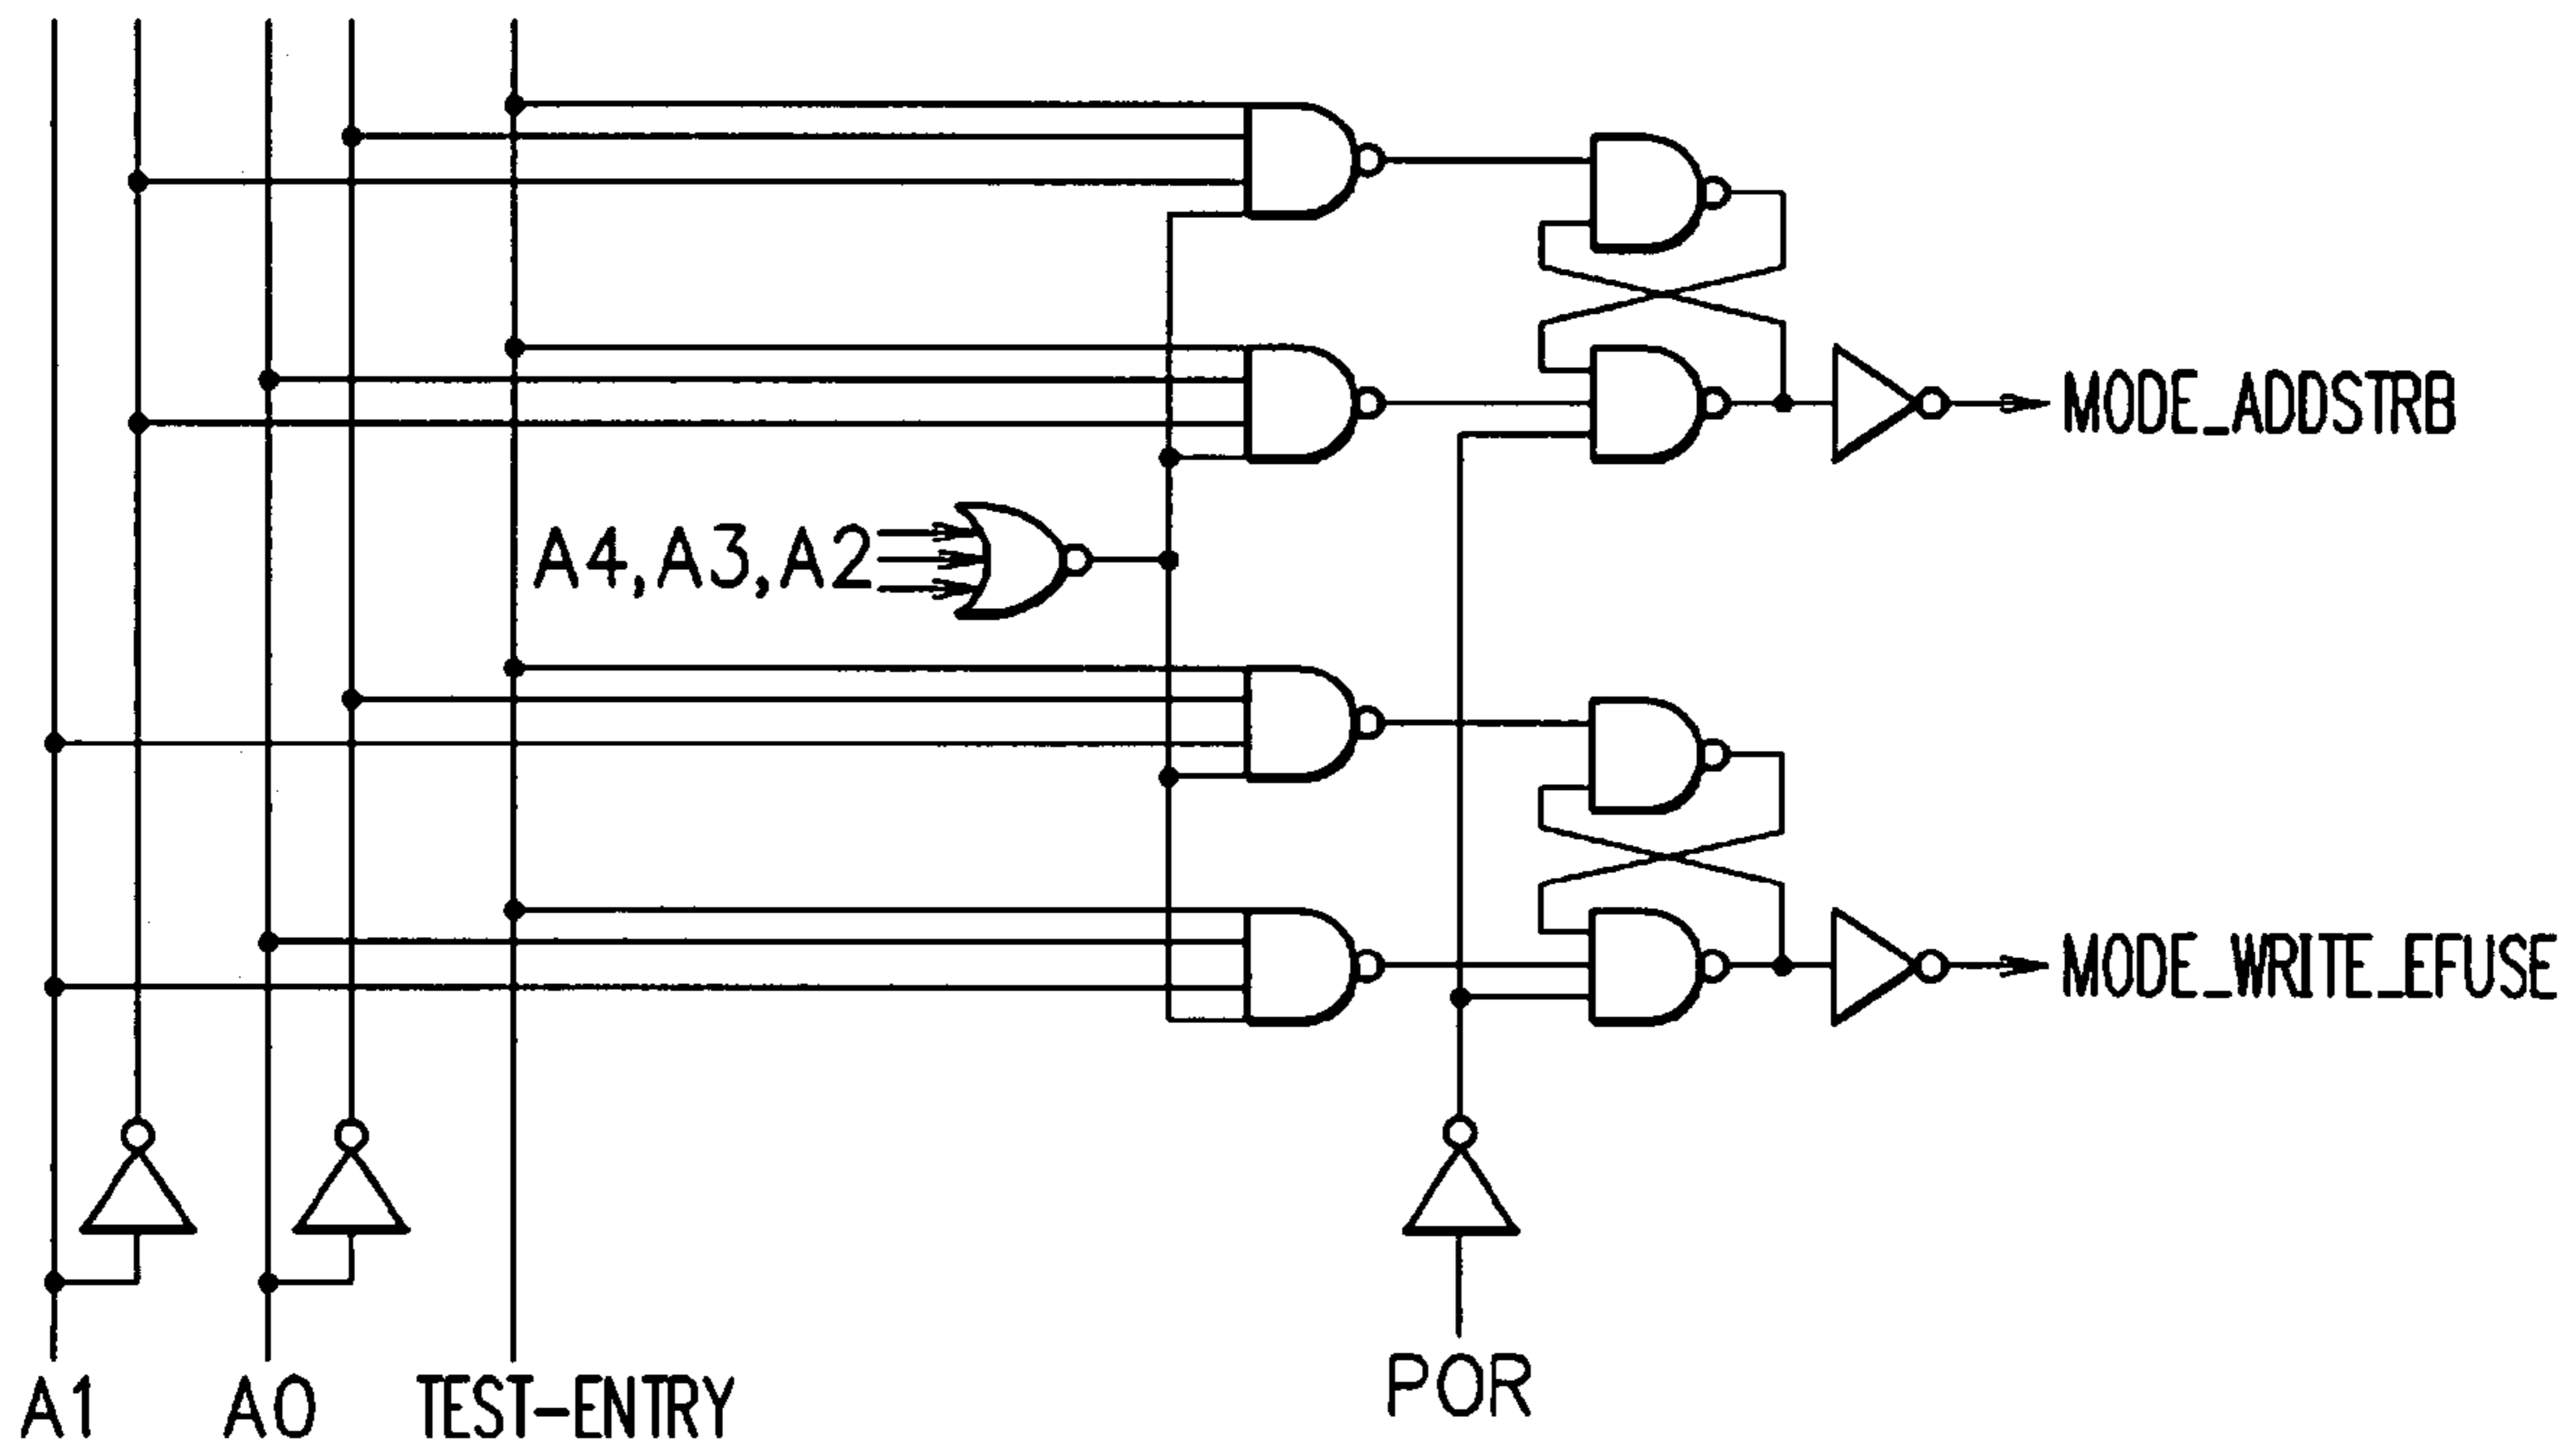 MODE_ADDSTRB
A4,A3,A2
MODE_WRITE_EFUSE
A1
A0
TEST-ENTRY
POR